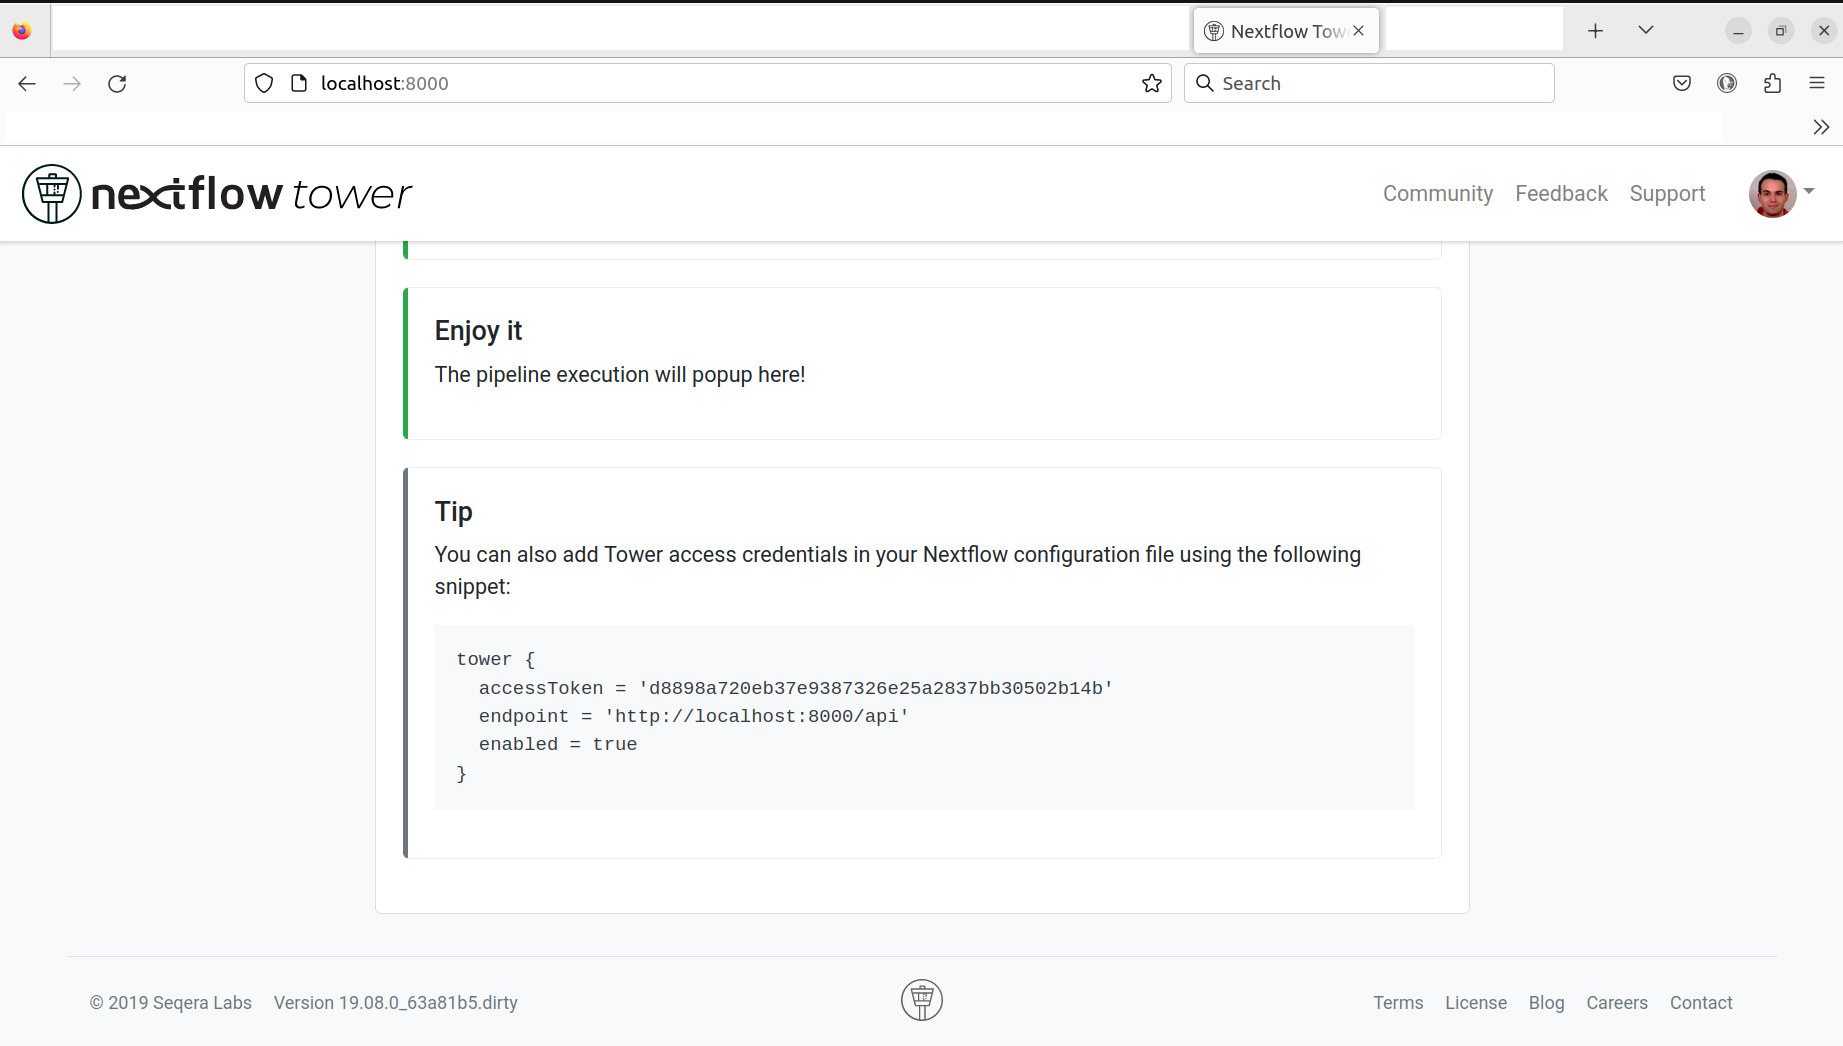 Nextflow Tow
localhost:8000
Search
nextflow tower
Community Feedback Support
Enjoy it
The pipeline execution will popup here!
Tip
You can also add Tower access credentials in your Nextflow configuration file using the following
snippet:
tower {
  accessToken = 'd8898a720eb37e9387326e25a2837bb30502b14b'
  endpoint = 'http://localhost:8000/api'
  enabled = true
}
© 2019 Seqera Labs Version 19.08.0_63a81b5.dirty
Terms License Blog Careers Contact